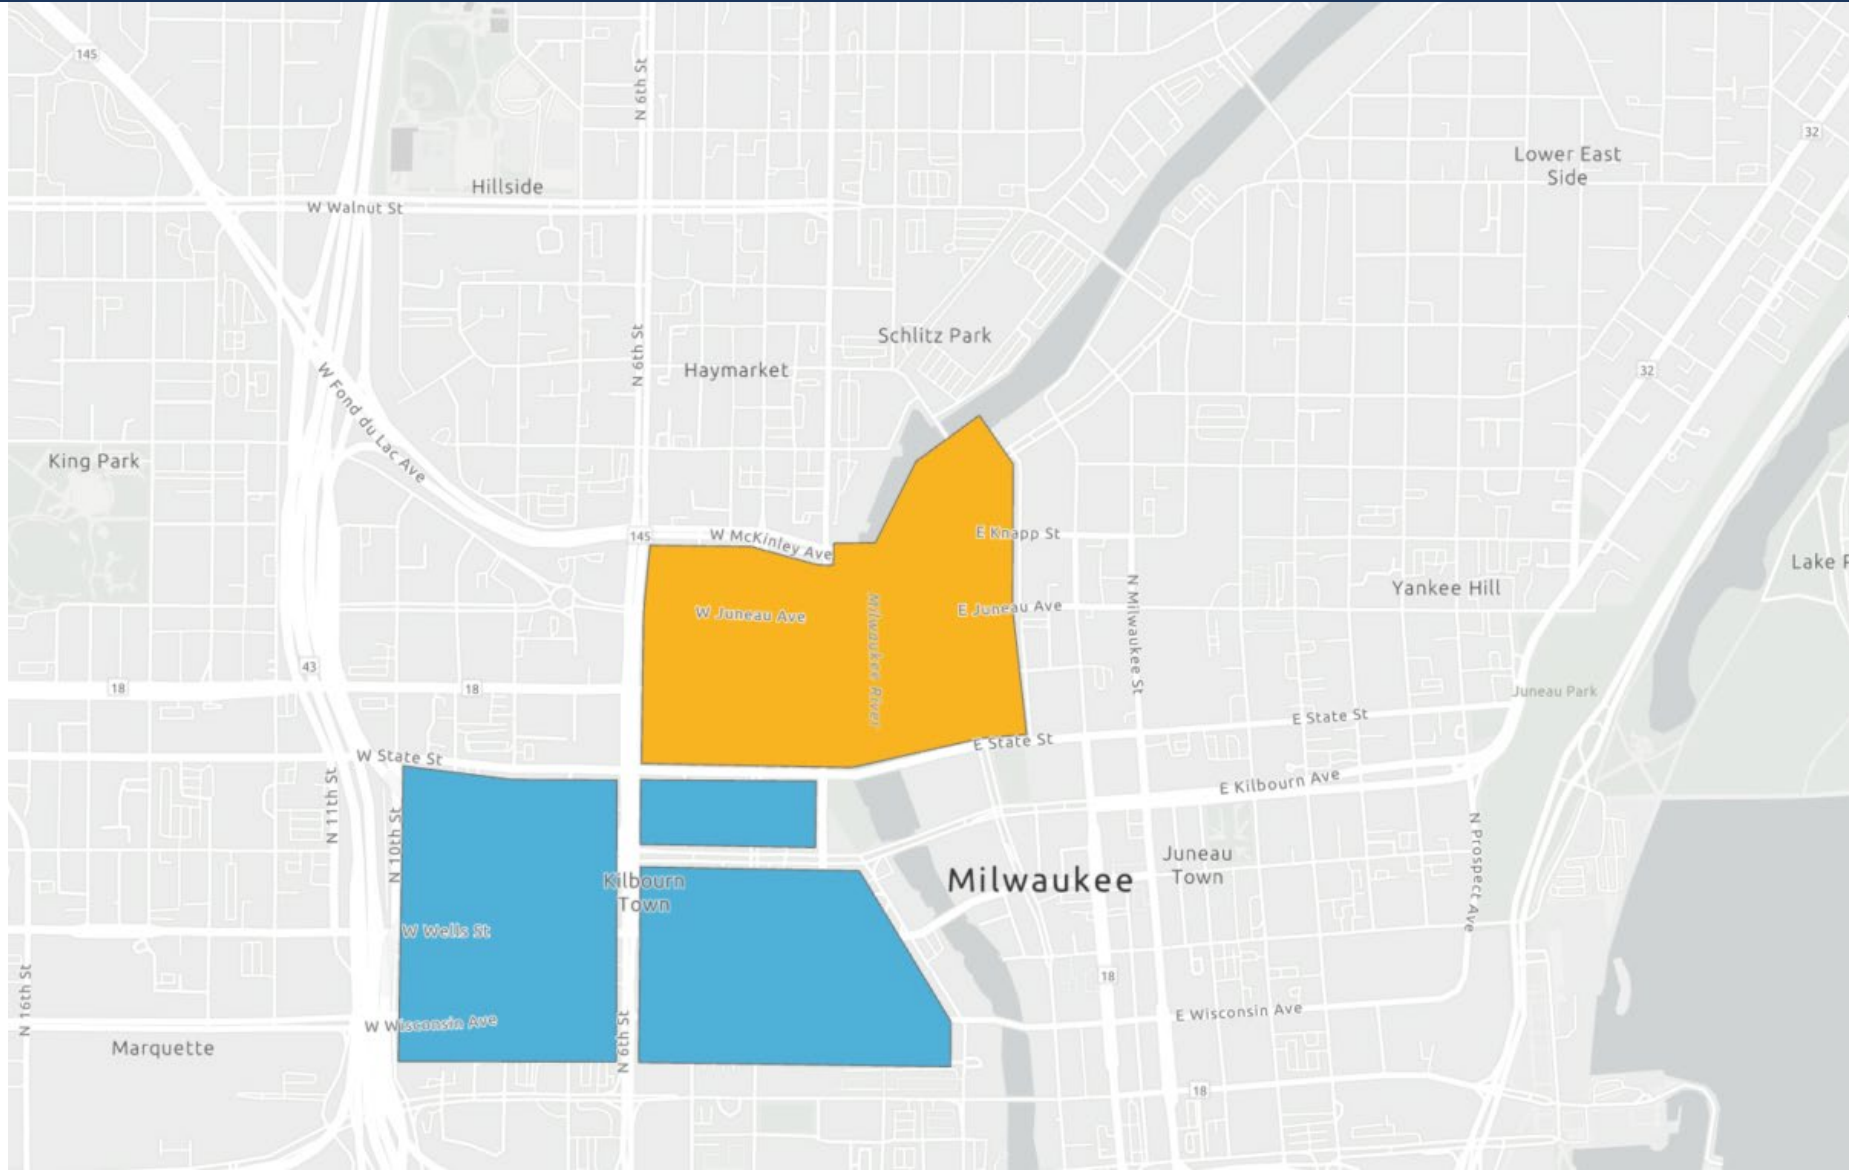 145
N 6th St
32
Lower East
Side
Hillside
W Walnut St
Schlitz Park
N 6th St
Haymarket
32
W Fond du Lac Ave
King Park
145
W McKinley Ave
E Knapp St
Lake
Yankee Hill
W Juneau Ave
Milwaukee River
E Juneau Ave
N Milwaukee St
43
18
18
Juneau Park
E State St
E State St
W State St
E Kilbourn Ave
N 11th St
N 10th St
N Prospect Ave
Juneau
Town
Kilbourn
Town
Milwaukee
W Wells St
18
N 16th St
E Wisconsin Ave
W Wisconsin Ave
N 6th St
Marquette
18